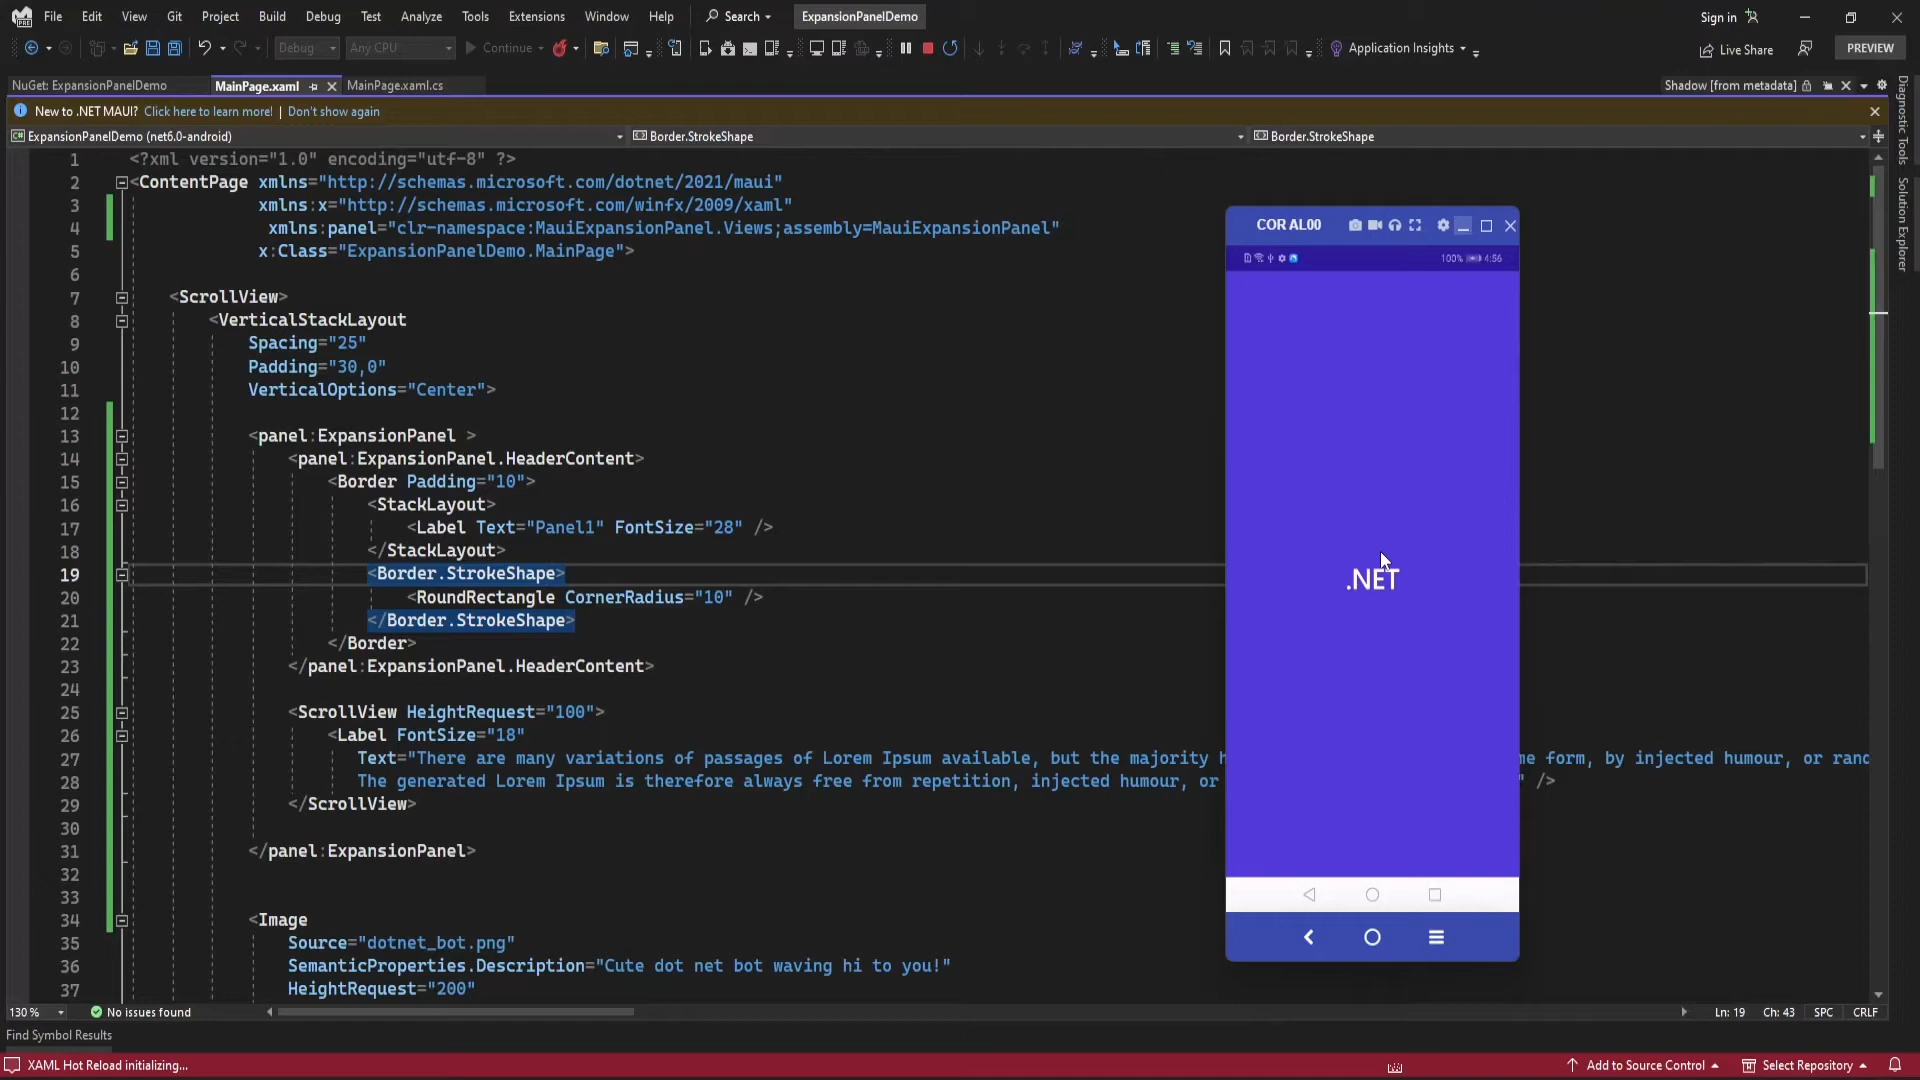 File Edit View Git Project Build Debug Test Analyze Tools Extensions Window Help Search ExpansionPanelDemo Sign in
Debug Any CPU Continue Application Insights Live Share PREVIEW
NuGet: ExpansionPanelDemo MainPage.xaml MainPage.xaml.cs Shadow [from metadata]
New to .NET MAUI? Click here to learn more! Don't show again
ExpansionPanelDemo (net6.0-android) Border.StrokeShape Border.StrokeShape
1 <?xml version="1.0" encoding="utf-8" ?>
2 <ContentPage xmlns="http://schemas.microsoft.com/dotnet/2021/maui"
3 xmlns:x="http://schemas.microsoft.com/winfx/2009/xaml"
4 xmlns:panel="clr-namespace:MauiExpansionPanel.Views;assembly=MauiExpansionPanel"
5 x:Class="ExpansionPanelDemo.MainPage">
6
7 <ScrollView>
8 <VerticalStackLayout
9 Spacing="25"
10 Padding="30,0"
11 VerticalOptions="Center">
12
13 <panel:ExpansionPanel >
14 <panel:ExpansionPanel.HeaderContent>
15 <Border Padding="10">
16 <StackLayout>
17 <Label Text="Panel1" FontSize="28" />
18 </StackLayout>
19 <Border.StrokeShape>
20 <RoundRectangle CornerRadius="10" />
21 </Border.StrokeShape>
22 </Border>
23 </panel:ExpansionPanel.HeaderContent>
24
25 <ScrollView HeightRequest="100">
26 <Label FontSize="18"
27 Text="There are many variations of passages of Lorem Ipsum available, but the majority h me form, by injected humour, or rand
28 The generated Lorem Ipsum is therefore always free from repetition, injected humour, or " />
29 </ScrollView>
30
31 </panel:ExpansionPanel>
32
33
34 <Image
35 Source="dotnet_bot.png"
36 SemanticProperties.Description="Cute dot net bot waving hi to you!"
37 HeightRequest="200"
COR AL00
100% 4:56
.NET
Diagnostic Tools
Solution Explorer
130 % No issues found Ln: 19 Ch: 43 SPC CRLF
Find Symbol Results
XAML Hot Reload initializing... Add to Source Control Select Repository